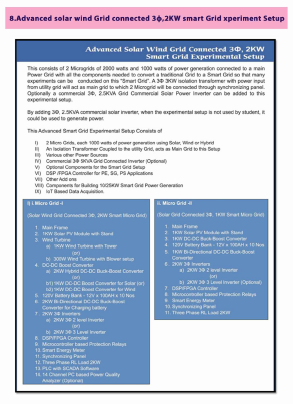 8.Advanced solar wind Grid connected 3ф,2KW smart Grid xperiment Setup
Advanced Solar Wind Grid Connected 3Φ, 2KW
Smart Grid Experimental Setup
This consists of 2 Microgrids of 2000 watts and 1000 watts of power generation connected to a main
Power Grid with all the components needed to convert a traditional Grid to a Smart Grid so that many
experiments can be conducted on this "Smart Grid". A 3Φ 3KW isolation transformer with power input
from utility grid will act as main grid to which 2 Microgrid will be connected through synchronizing panel.
Optionally a commercial 3Φ, 2.5KVA Grid Commercial Solar Power Inverter can be added to this
experimental setup.
By adding 3Φ, 2.5KVA commercial solar inverter, when the experimental setup is not used by student, it
could be used to generate power.
This Advanced Smart Grid Experimental Setup Consists of
I) 2 Micro Grids, each 1000 watts of power generation using Solar, Wind or Hybrid
II) An Isolation Transformer Coupled to the utility Grid, acts as Main Grid to this Setup
III) Various other Power Sources
IV) Commercial 3Φ 5KVA Grid Connected Inverter (Optional)
V) Optional Components for the Smart Grid Setup
VI) DSP /FPGA Controller for PE, SG, PS Applications
VII) Other Add ons
VIII) Components for Building 10/25KW Smart Grid Power Generation
IX) IoT Based Data Acquisition
I) i.Micro Grid -I
(Solar Wind Grid Connected 3Φ, 2KW Smart Micro Grid)
1. Main Frame
2. 1KW Solar PV Module with Stand
3. Wind Turbine
a) 1KW Wind Turbine with Tower
(or)
b) 300W Wind Turbine with Blower setup
4. DC-DC Boost Converter
a) 2KW Hybrid DC-DC Buck-Boost Converter
(or)
b1) 1KW DC-DC Boost Converter for Solar (or)
b2) 1KW DC-DC Boost Converter for Wind
5. 120V Battery Bank - 12V x 100AH x 10 Nos
6. 2KW Bi-Directional DC-DC Buck-Boost
Converter for Charging battery
7. 2KW 3Φ Inverters
a) 2KW 3Φ 2 level Inverter
(or)
b) 2KW 3Φ 3 Level Inverter
8. DSP/FPGA Controller
9. Microcontroller based Protection Relays
10. Smart Energy Meter
11. Synchronizing Panel
12. Three Phase RL Load 2KW
13. PLC with SCADA Software
14. 14 Channel PC based Power Quality
Analyzer (Optional)
ii. Micro Grid -II
(Solar Grid Connected 3Φ, 1KW Smart Micro Grid)
1. Main Frame
2. 1KW Solar PV Module with Stand
3. 1KW DC-DC Buck-Boost Converter
4. 120V Battery Bank - 12V x 100AH x 10 Nos
5. 1KW Bi-Directional DC-DC Buck-Boost
Converter
6. 2KW 3Φ Inverters
a) 2KW 3Φ 2 level Inverter
(or)
b) 2KW 3Φ 3 Level Inverter (Optional)
7. DSP/FPGA Controller
8. Microcontroller based Protection Relays
9. Smart Energy Meter
10. Synchronizing Panel
11. Three Phase RL Load 2KW